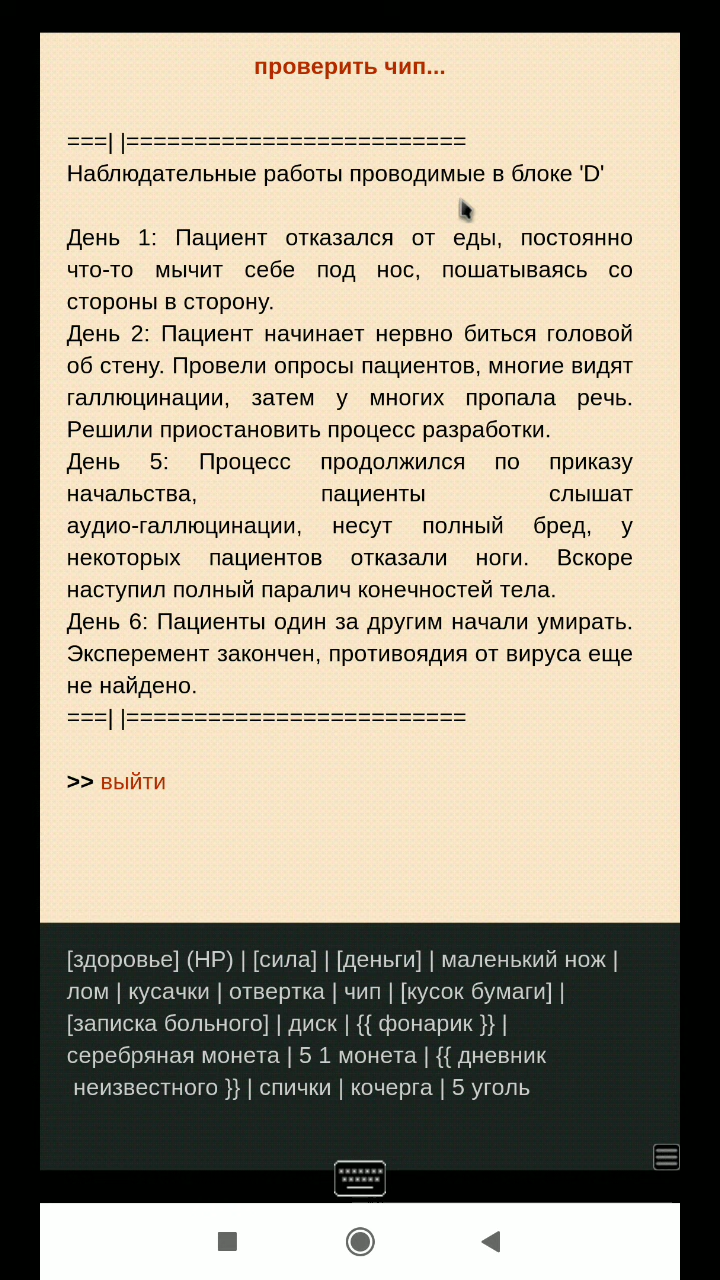 проверить чип...
===| |=========================
Наблюдательные работы проводимые в блоке 'D'
День 1: Пациент отказался от еды, постоянно
что-то мычит себе под нос, пошатываясь со
стороны в сторону.
День 2: Пациент начинает нервно биться головой
об стену. Провели опросы пациентов, многие видят
галлюцинации, затем у многих пропала речь.
Решили приостановить процесс разработки.
День 5: Процесс продолжился по приказу
начальства, пациенты слышат
аудио-галлюцинации, несут полный бред, у
некоторых пациентов отказали ноги. Вскоре
наступил полный паралич конечностей тела.
День 6: Пациенты один за другим начали умирать.
Эксперемент закончен, противоядия от вируса еще
не найдено.
===| |=========================
>> выйти
[здоровье] (HP) | [сила] | [деньги] | маленький нож |
лом | кусачки | отвертка | чип | [кусок бумаги] |
[записка больного] | диск | {{ фонарик }} |
серебряная монета | 5 1 монета | {{ дневник
неизвестного }} | спички | кочерга | 5 уголь